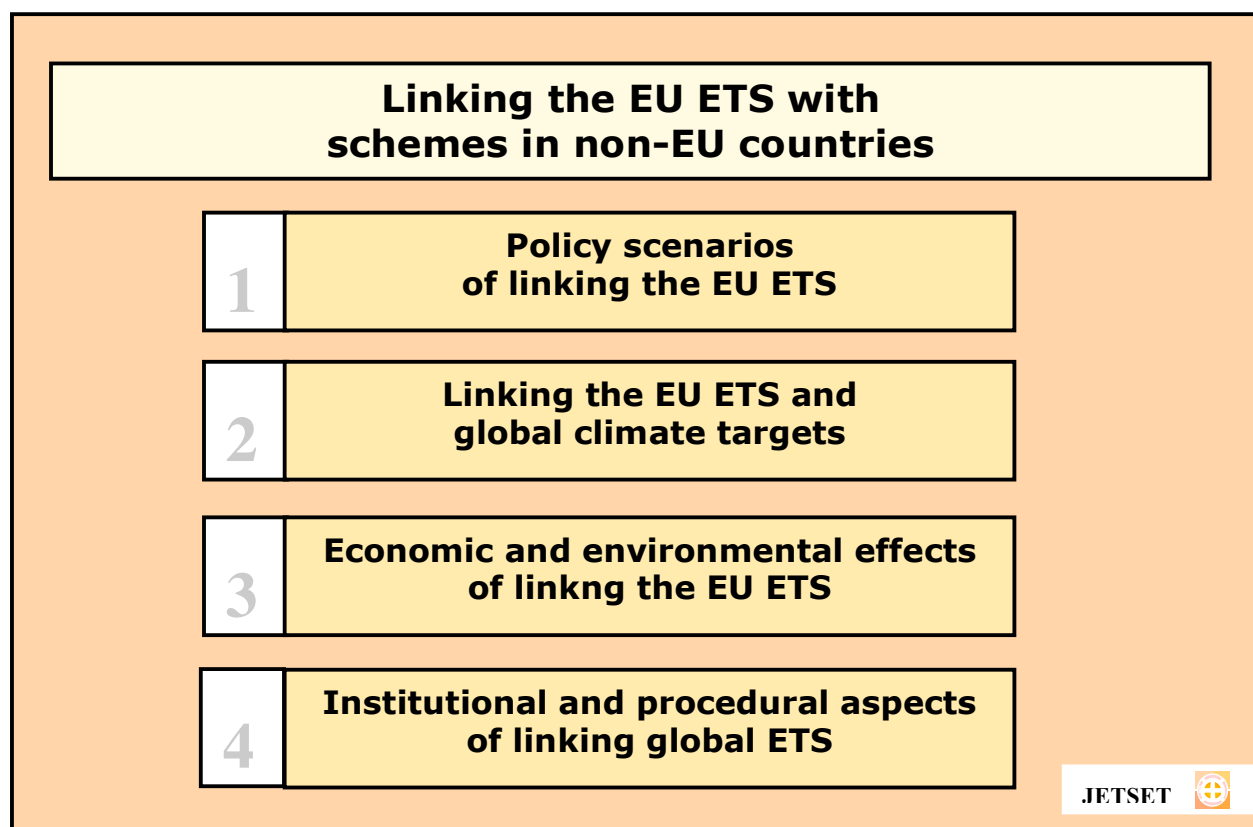 Linking the EU ETS with
schemes in non-EU countries
1
Policy scenarios
of linking the EU ETS
2
Linking the EU ETS and
global climate targets
3
Economic and environmental effects
of linkng the EU ETS
4
Institutional and procedural aspects
of linking global ETS
JETSET